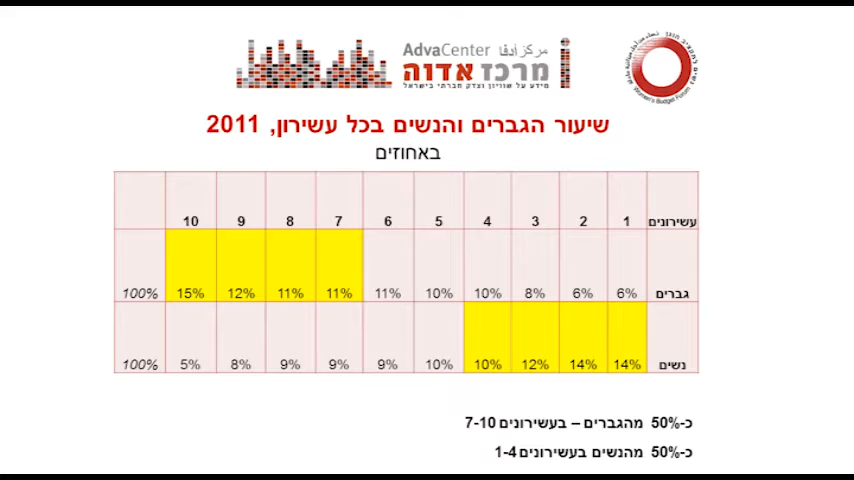 AdvaCenter مركز أدفا
מרכז אדוה
מידע על שוויון וצדק חברתי בישראל
Women's Budget Forum
שיעור הגברים והנשים בכל עשירון, 2011
באחוזים
עשירונים 1 2 3 4 5 6 7 8 9 10
גברים 6% 6% 8% 10% 10% 11% 11% 11% 12% 15% 100%
נשים 14% 14% 12% 10% 10% 9% 9% 9% 8% 5% 100%
כ-50% מהגברים – בעשירונים 7-10
כ-50% מהנשים בעשירונים 1-4